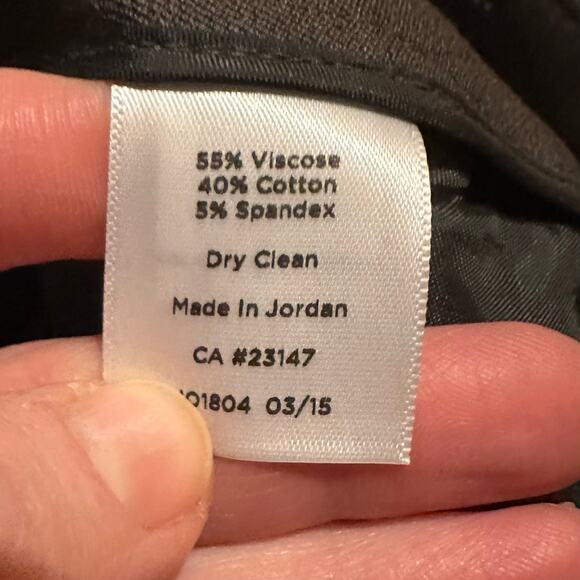 55% Viscose
40% Cotton
5% Spandex
Dry Clean
Made In Jordan
CA #23147
03/15